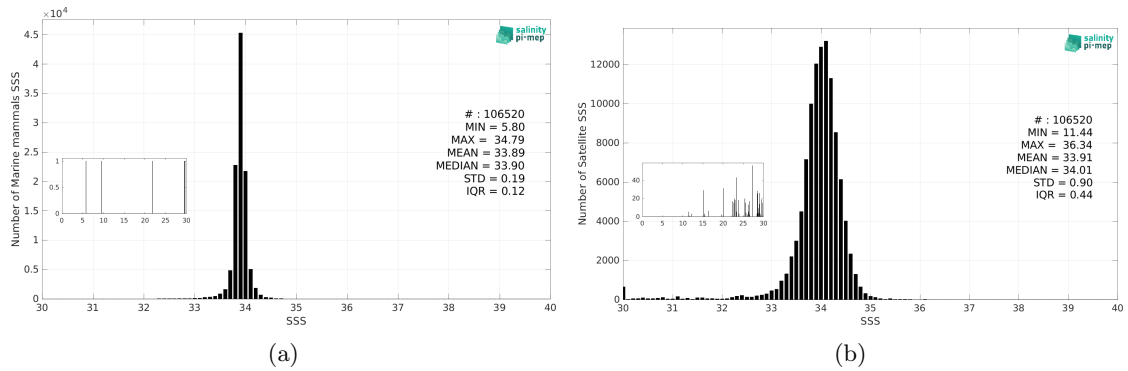 ×10⁴
4.5
4
3.5
3
2.5
2
1.5
1
0.5
0
Number of Marine mammals SSS
30 31 32 33 34 35 36 37 38 39 40
SSS
salinity
pi-mep
# : 106520
MIN = 5.80
MAX = 34.79
MEAN = 33.89
MEDIAN = 33.90
STD = 0.19
IQR = 0.12
1
0.5
0
0 5 10 15 20 25 30
(a)
12000
10000
8000
6000
4000
2000
0
Number of Satellite SSS
30 31 32 33 34 35 36 37 38 39 40
SSS
salinity
pi-mep
# : 106520
MIN = 11.44
MAX = 36.34
MEAN = 33.91
MEDIAN = 34.01
STD = 0.90
IQR = 0.44
40
20
0
0 5 10 15 20 25 30
(b)